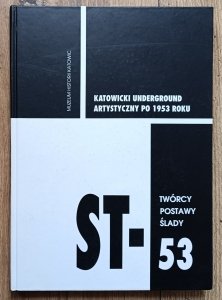 MUZEUM HISTORII KATOWIC
KATOWICKI UNDERGROUND
ARTYSTYCZNY PO 1953 ROKU
TWÓRCY
POSTAWY
ŚLADY
ST-53